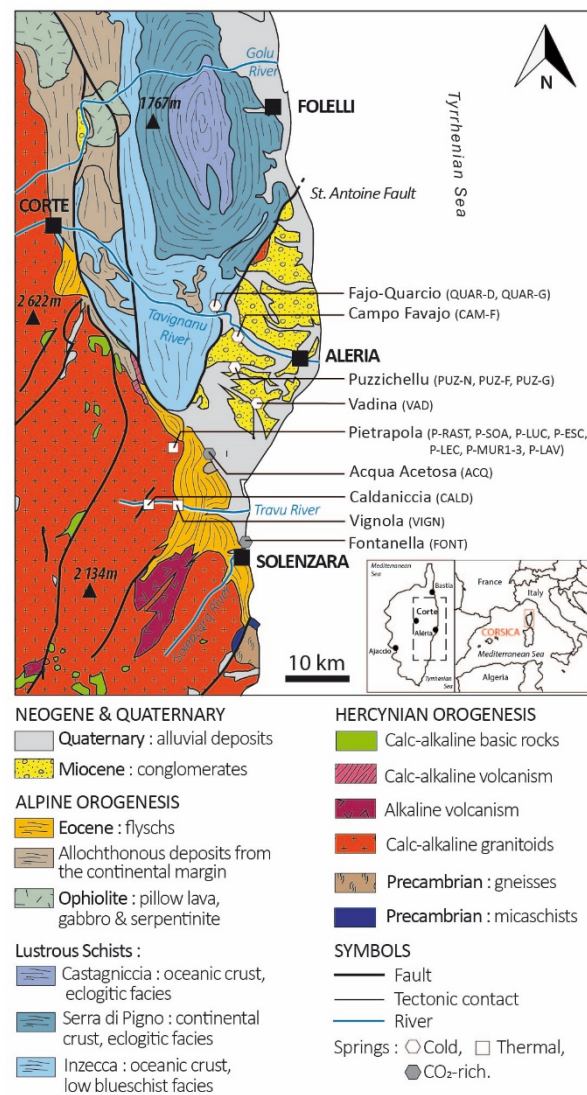 Golu
River
Tyrrhenian Sea
N
1767m
FOLELLI
St. Antoine Fault
CORTE
2 622m
Tavignanu
River
Fajo-Quarcio (QUAR-D, QUAR-G)
Campo Favajo (CAM-F)
ALERIA
Puzzichellu (PUZ-N, PUZ-F, PUZ-G)
Vadina (VAD)
Pietrapola (P-RAST, P-SOA, P-LUC, P-ESC,
P-LEC, P-MUR1-3, P-LAV)
Acqua Acetosa (ACQ)
Caldaniccia (CALD)
Travu River
Vignola (VIGN)
Fontanella (FONT)
SOLENZARA
2 134m
10 km
Mediterranean
Sea
Bastia
Corte
Aléria
Ajaccio
Tyrrhenian
Sea
France
Italy
CORSICA
Mediterranean Sea
Algeria
NEOGENE & QUATERNARY
Quaternary : alluvial deposits
Miocene : conglomerates
ALPINE OROGENESIS
Eocene : flyschs
Allochthonous deposits from
the continental margin
Ophiolite : pillow lava,
gabbro & serpentinite
Lustrous Schists :
Castagniccia : oceanic crust,
eclogitic facies
Serra di Pigno : continental
crust, eclogitic facies
Inzecca : oceanic crust,
low blueschist facies
HERCYNIAN OROGENESIS
Calc-alkaline basic rocks
Calc-alkaline volcanism
Alkaline volcanism
Calc-alkaline granitoids
Precambrian : gneisses
Precambrian : micaschists
SYMBOLS
Fault
Tectonic contact
River
Springs : Cold, Thermal,
CO₂-rich.